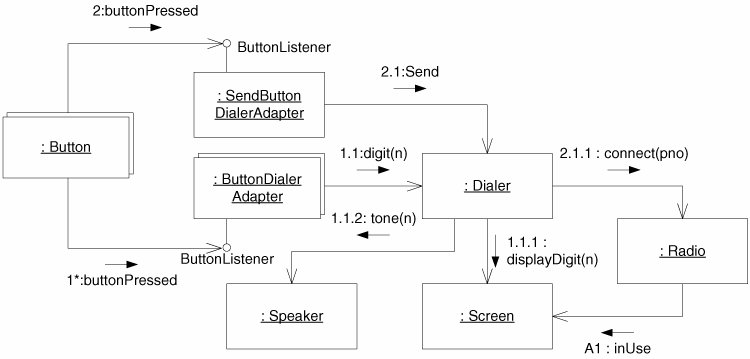 2:buttonPressed
ButtonListener
: SendButton
DialerAdapter
2.1:Send
: Button
: ButtonDialer
Adapter
1.1:digit(n)
: Dialer
2.1.1 : connect(pno)
1.1.2: tone(n)
1.1.1 :
displayDigit(n)
: Radio
ButtonListener
1*:buttonPressed
: Speaker
: Screen
A1 : inUse